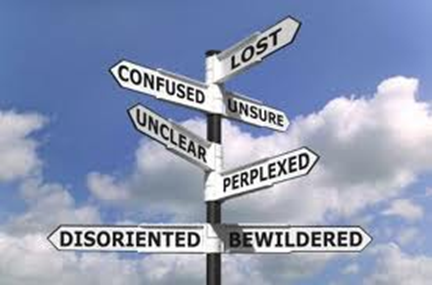 LOST
CONFUSED
UNSURE
UNCLEAR
PERPLEXED
DISORIENTED
BEWILDERED